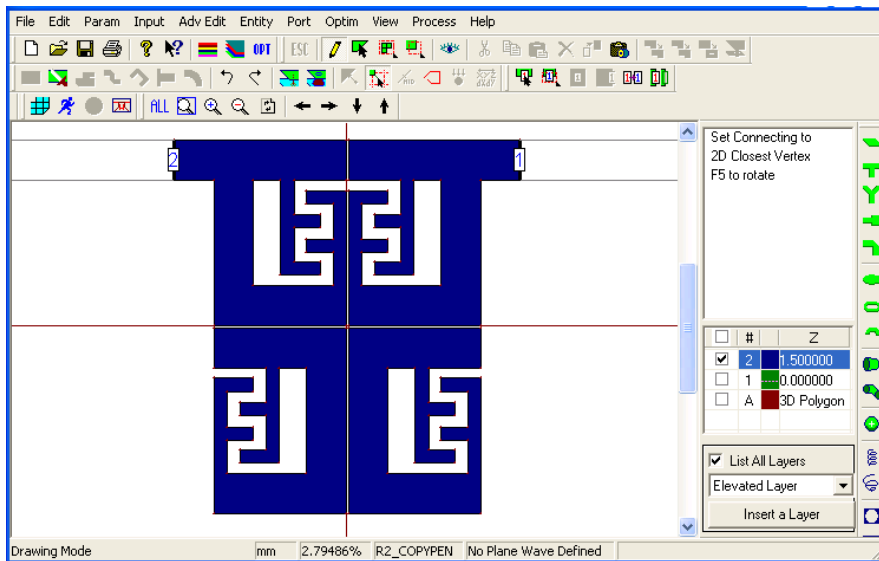 File Edit Param Input Adv Edit Entity Port Optim View Process Help
? ? OPT ESC
ALL
2
1
Set Connecting to
2D Closest Vertex
F5 to rotate
# Z
2 1.500000
1 0.000000
A 3D Polygon
List All Layers
Elevated Layer
Insert a Layer
Drawing Mode mm 2.79486% R2_COPYPEN No Plane Wave Defined